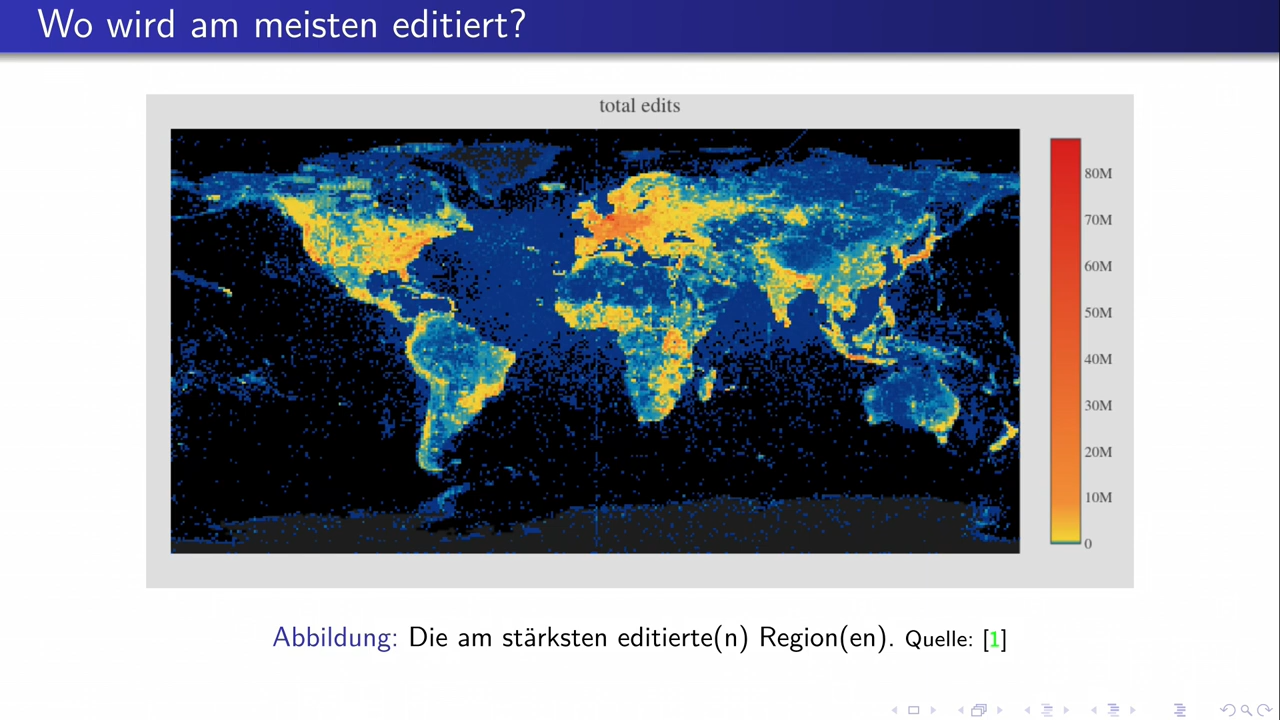 Wo wird am meisten editiert?
total edits
80M
70M
60M
50M
40M
30M
20M
10M
0
Abbildung: Die am stärksten editierte(n) Region(en). Quelle: [1]